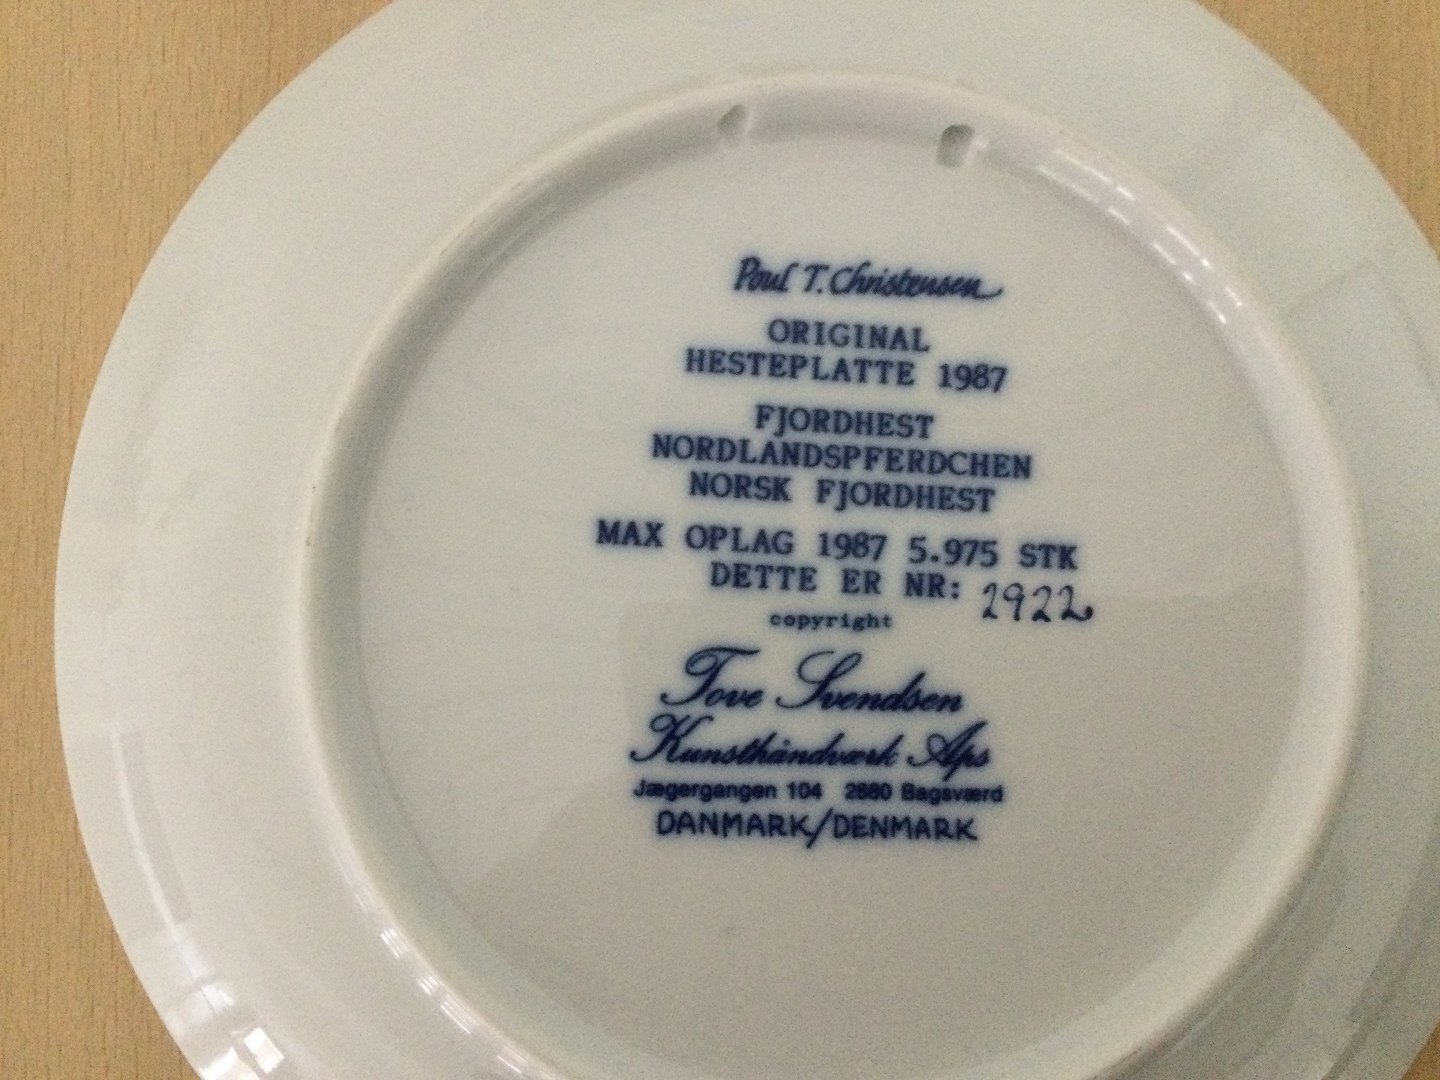 Poul T. Christensen
ORIGINAL
HESTEPLATTE 1987
FJORDHEST
NORDLANDSPFERDCHEN
NORSK FJORDHEST
MAX OPLAG 1987 5.975 STK
DETTE ER NR: 2922
copyright
Tove Svendsen
Kunsthåndværk Aps
Jægergangen 104 2880 Bagsværd
DANMARK/DENMARK